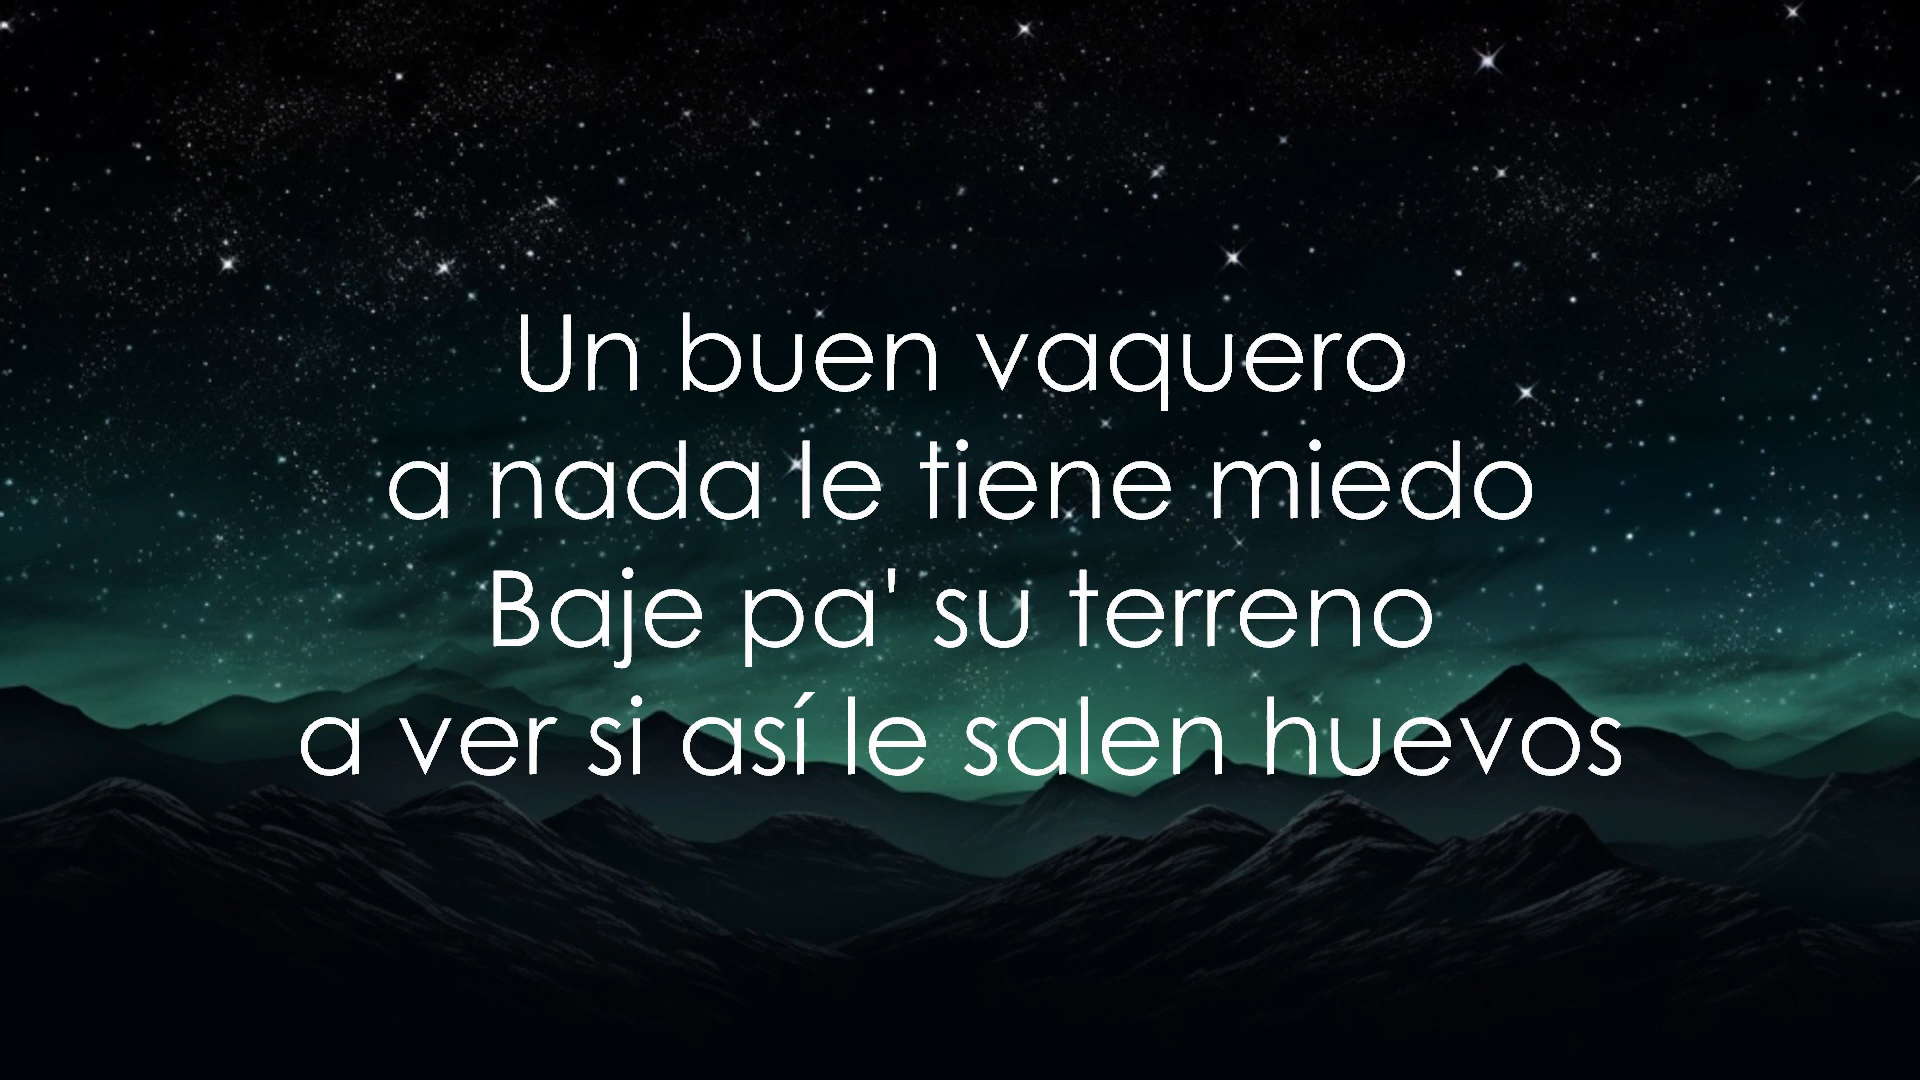 Un buen vaquero
a nada le tiene miedo
Baje pa' su terreno
a ver si así le salen huevos